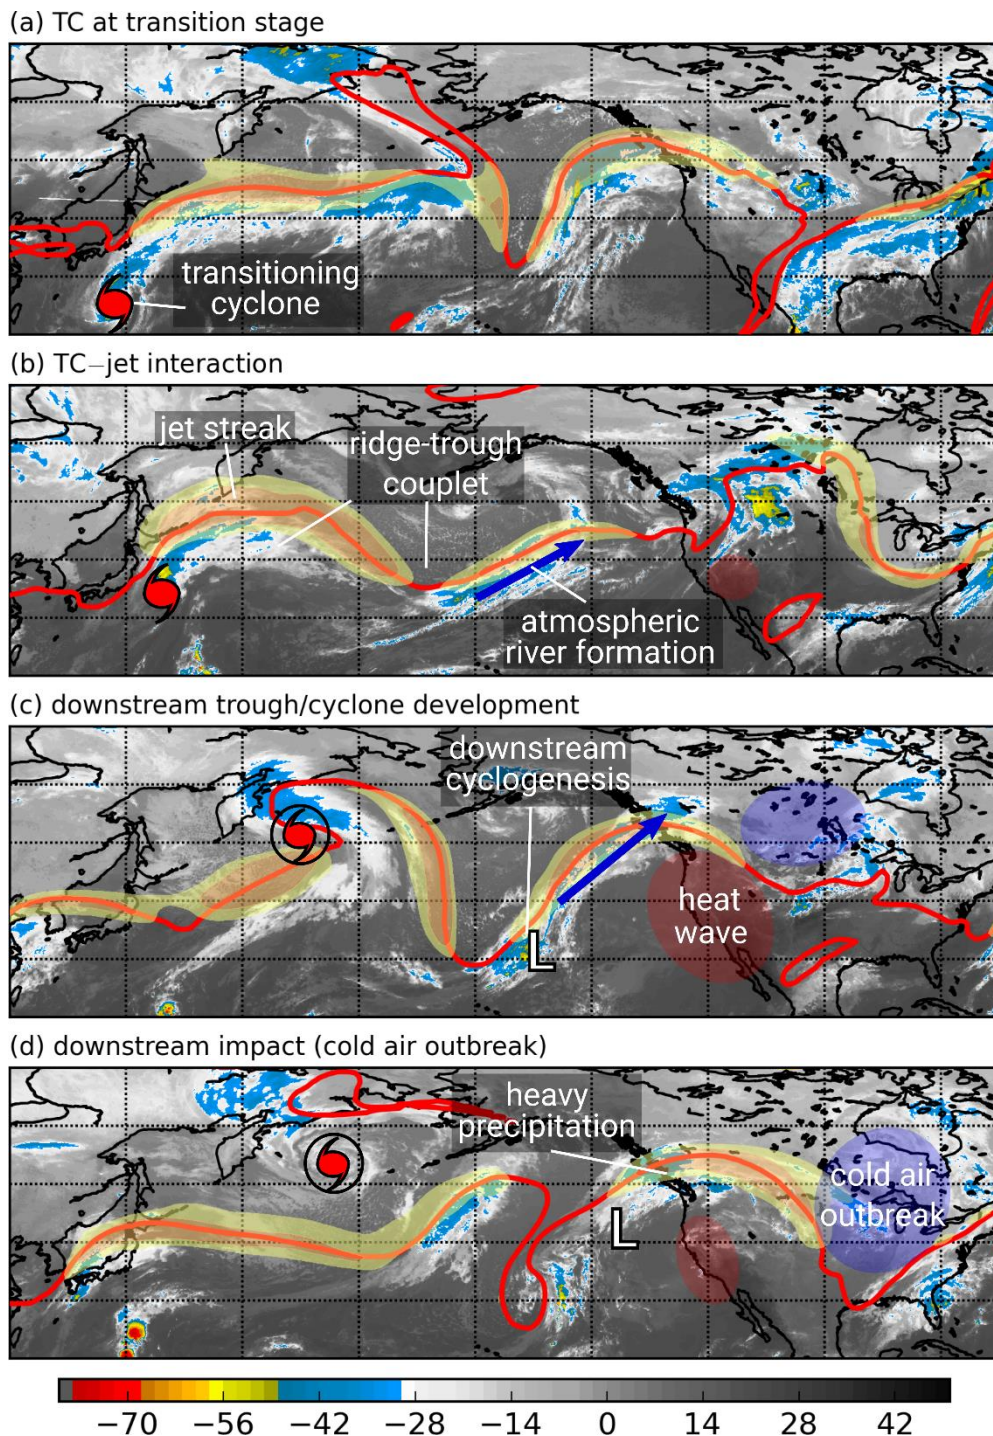 (a) TC at transition stage
transitioning
cyclone
(b) TC−jet interaction
jet streak
ridge-trough
couplet
atmospheric
river formation
(c) downstream trough/cyclone development
downstream
cyclogenesis
heat
wave
L
(d) downstream impact (cold air outbreak)
heavy
precipitation
cold air
outbreak
L
−70 −56 −42 −28 −14 0 14 28 42